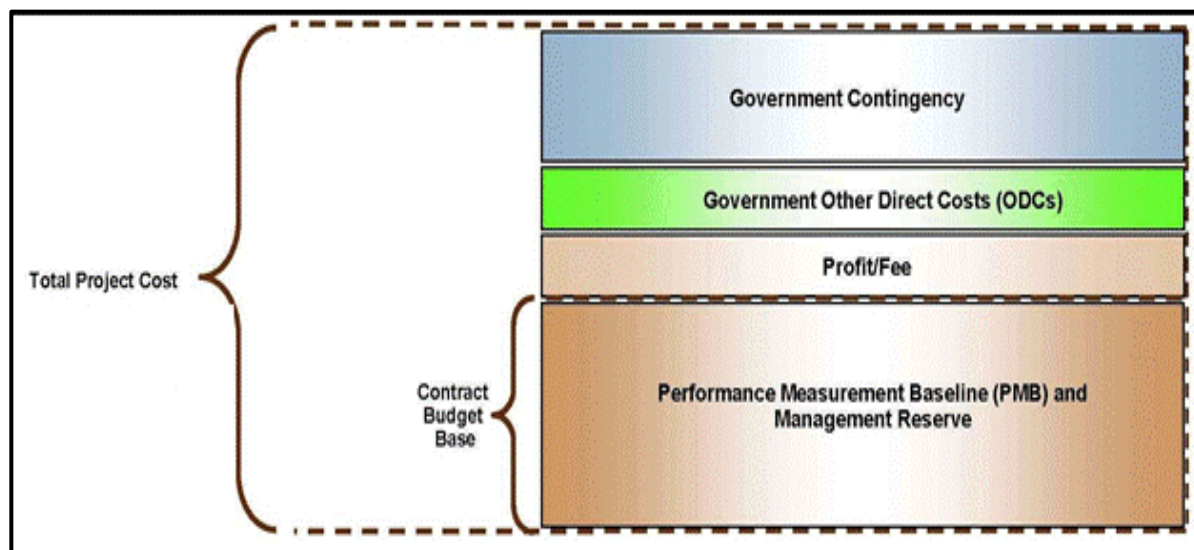 Government Contingency
Government Other Direct Costs (ODCs)
Profit/Fee
Total Project Cost
Contract
Budget
Base
Performance Measurement Baseline (PMB) and
Management Reserve